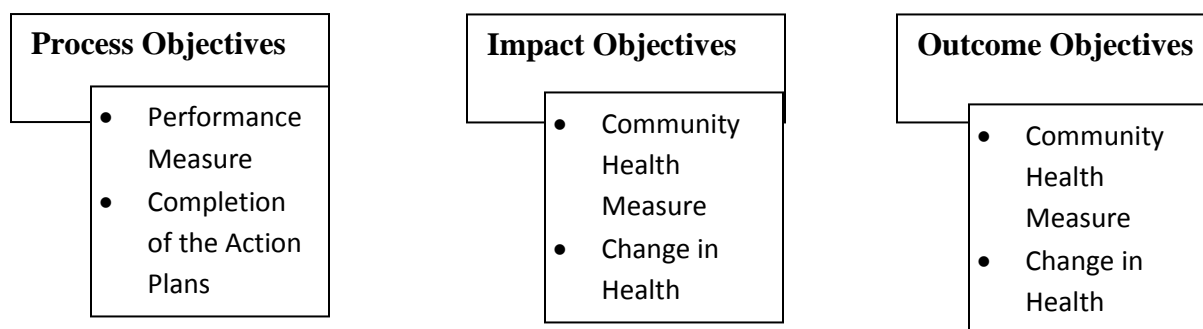 Process Objectives
• Performance
Measure
• Completion
of the Action
Plans
Impact Objectives
• Community
Health
Measure
• Change in
Health
Outcome Objectives
• Community
Health
Measure
• Change in
Health